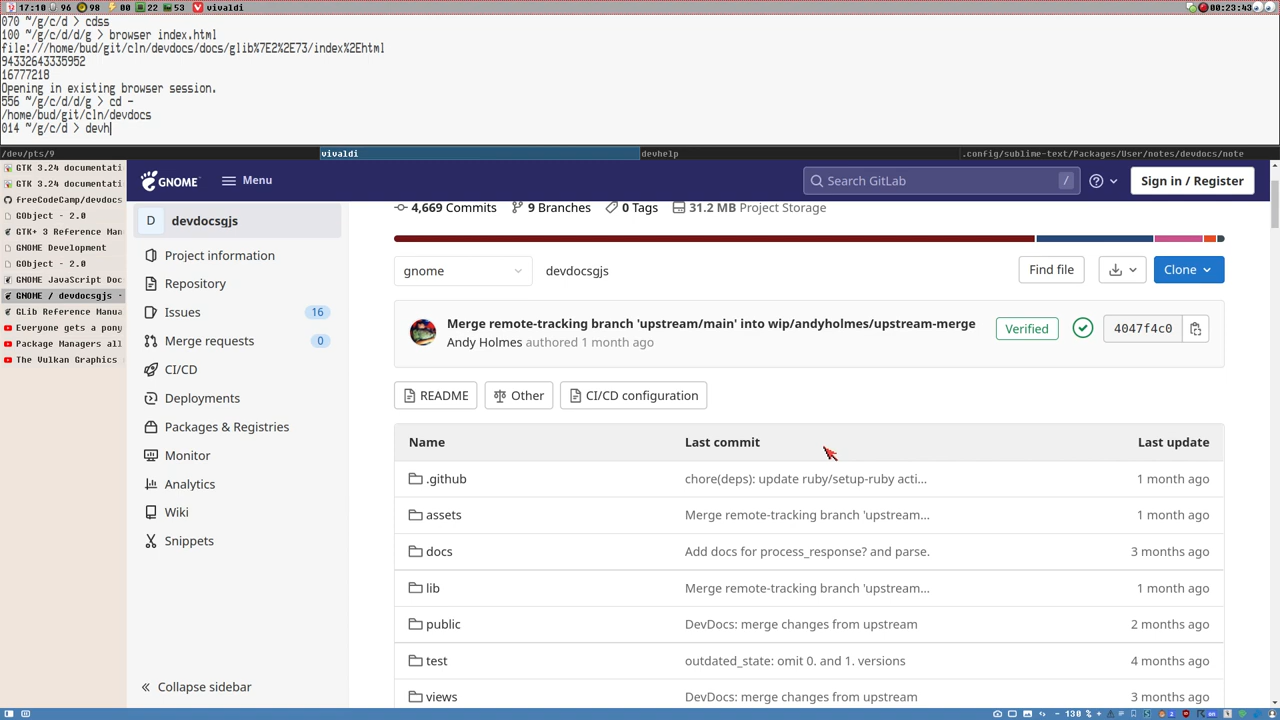 17:10 96 98 00 22 53 vivaldi 00:23:43
070 ~/g/c/d > cdss
100 ~/g/c/d/d/g > browser index.html
file:///home/bud/git/cln/devdocs/docs/glib%7E2%2E73/index%2Ehtml
94332643335952
16777218
Opening in existing browser session.
556 ~/g/c/d/d/g > cd -
/home/bud/git/cln/devdocs
014 ~/g/c/d > devh
/dev/pts/9 vivaldi devhelp .config/sublime-text/Packages/User/notes/devdocs/note
GTK 3.24 documentati
GTK 3.24 documentati
freeCodeCamp/devdocs
GObject - 2.0
GTK+ 3 Reference Man
GNOME Development
GObject - 2.0
GNOME JavaScript Doc
GNOME / devdocsgjs -
GLib Reference Manua
Everyone gets a pony
Package Managers all
The Vulkan Graphics
GNOME Menu Search GitLab / Sign in / Register
D devdocsgjs
Project information
Repository
Issues 16
Merge requests 0
CI/CD
Deployments
Packages & Registries
Monitor
Analytics
Wiki
Snippets
Collapse sidebar
4,669 Commits 9 Branches 0 Tags 31.2 MB Project Storage
gnome devdocsgjs Find file Clone
Merge remote-tracking branch 'upstream/main' into wip/andyholmes/upstream-merge
Andy Holmes authored 1 month ago
Verified 4047f4c0
README Other CI/CD configuration
Name Last commit Last update
.github chore(deps): update ruby/setup-ruby acti... 1 month ago
assets Merge remote-tracking branch 'upstream... 1 month ago
docs Add docs for process_response? and parse. 3 months ago
lib Merge remote-tracking branch 'upstream... 1 month ago
public DevDocs: merge changes from upstream 2 months ago
test outdated_state: omit 0. and 1. versions 4 months ago
views DevDocs: merge changes from upstream 3 months ago
130 %